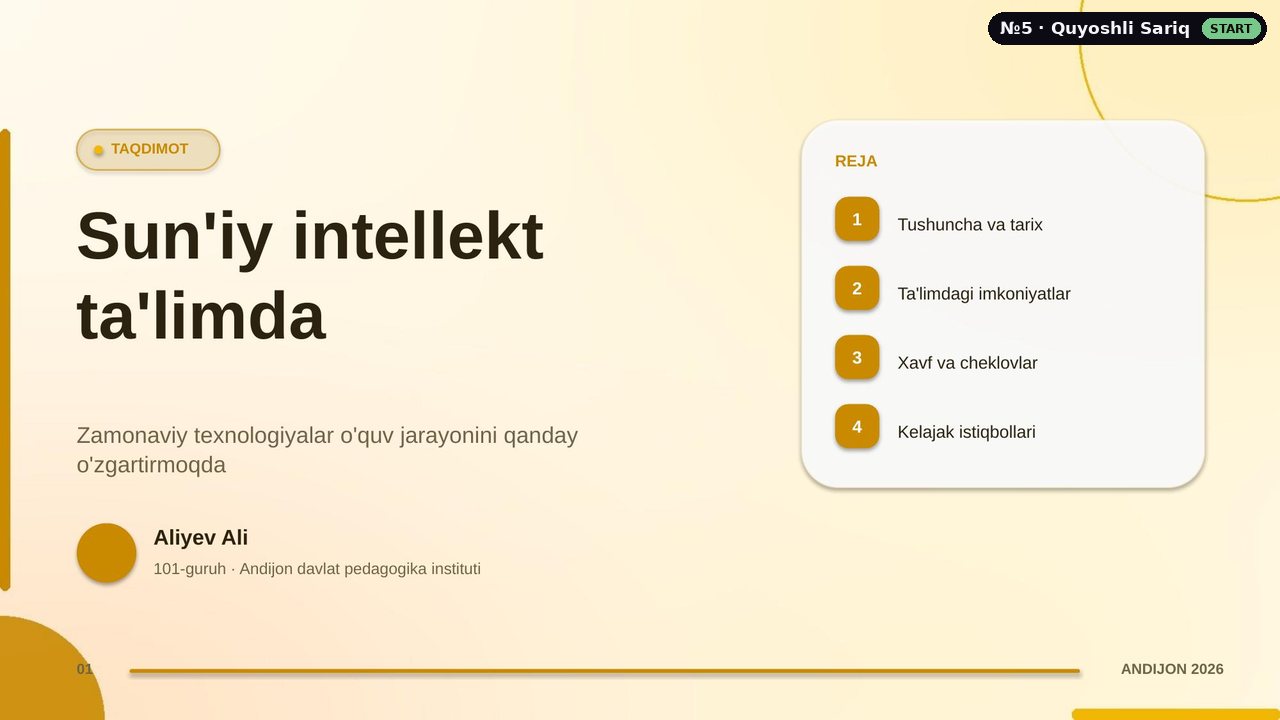 №5 · Quyoshli Sariq START
TAQDIMOT
Sun'iy intellekt
ta'limda
Zamonaviy texnologiyalar o'quv jarayonini qanday
o'zgartirmoqda
Aliyev Ali
101-guruh · Andijon davlat pedagogika instituti
REJA
1 Tushuncha va tarix
2 Ta'limdagi imkoniyatlar
3 Xavf va cheklovlar
4 Kelajak istiqbollari
01
ANDIJON 2026